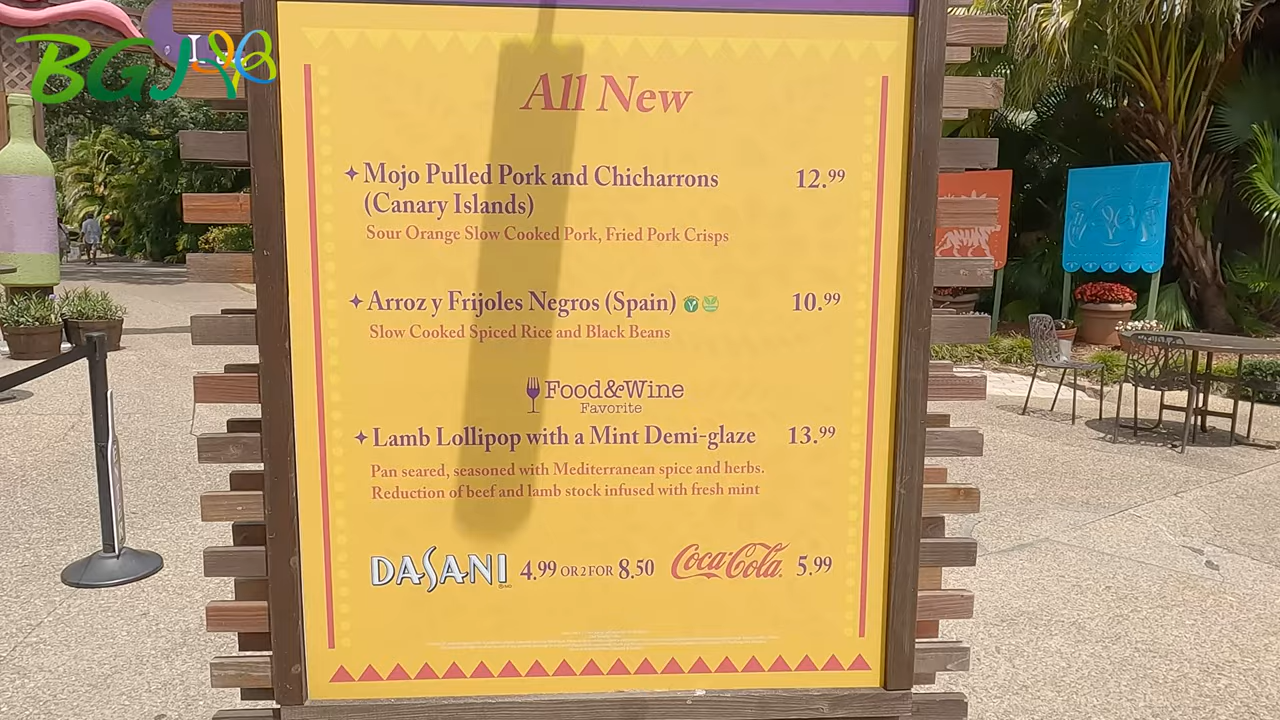 BGJ
All New
Mojo Pulled Pork and Chicharrons 12.99
(Canary Islands)
Sour Orange Slow Cooked Pork, Fried Pork Crisps
Arroz y Frijoles Negros (Spain) 10.99
Slow Cooked Spiced Rice and Black Beans
Food&Wine
Favorite
Lamb Lollipop with a Mint Demi-glaze 13.99
Pan seared, seasoned with Mediterranean spice and herbs.
Reduction of beef and lamb stock infused with fresh mint
DASANI 4.99 OR 2 FOR 8.50 Coca-Cola 5.99